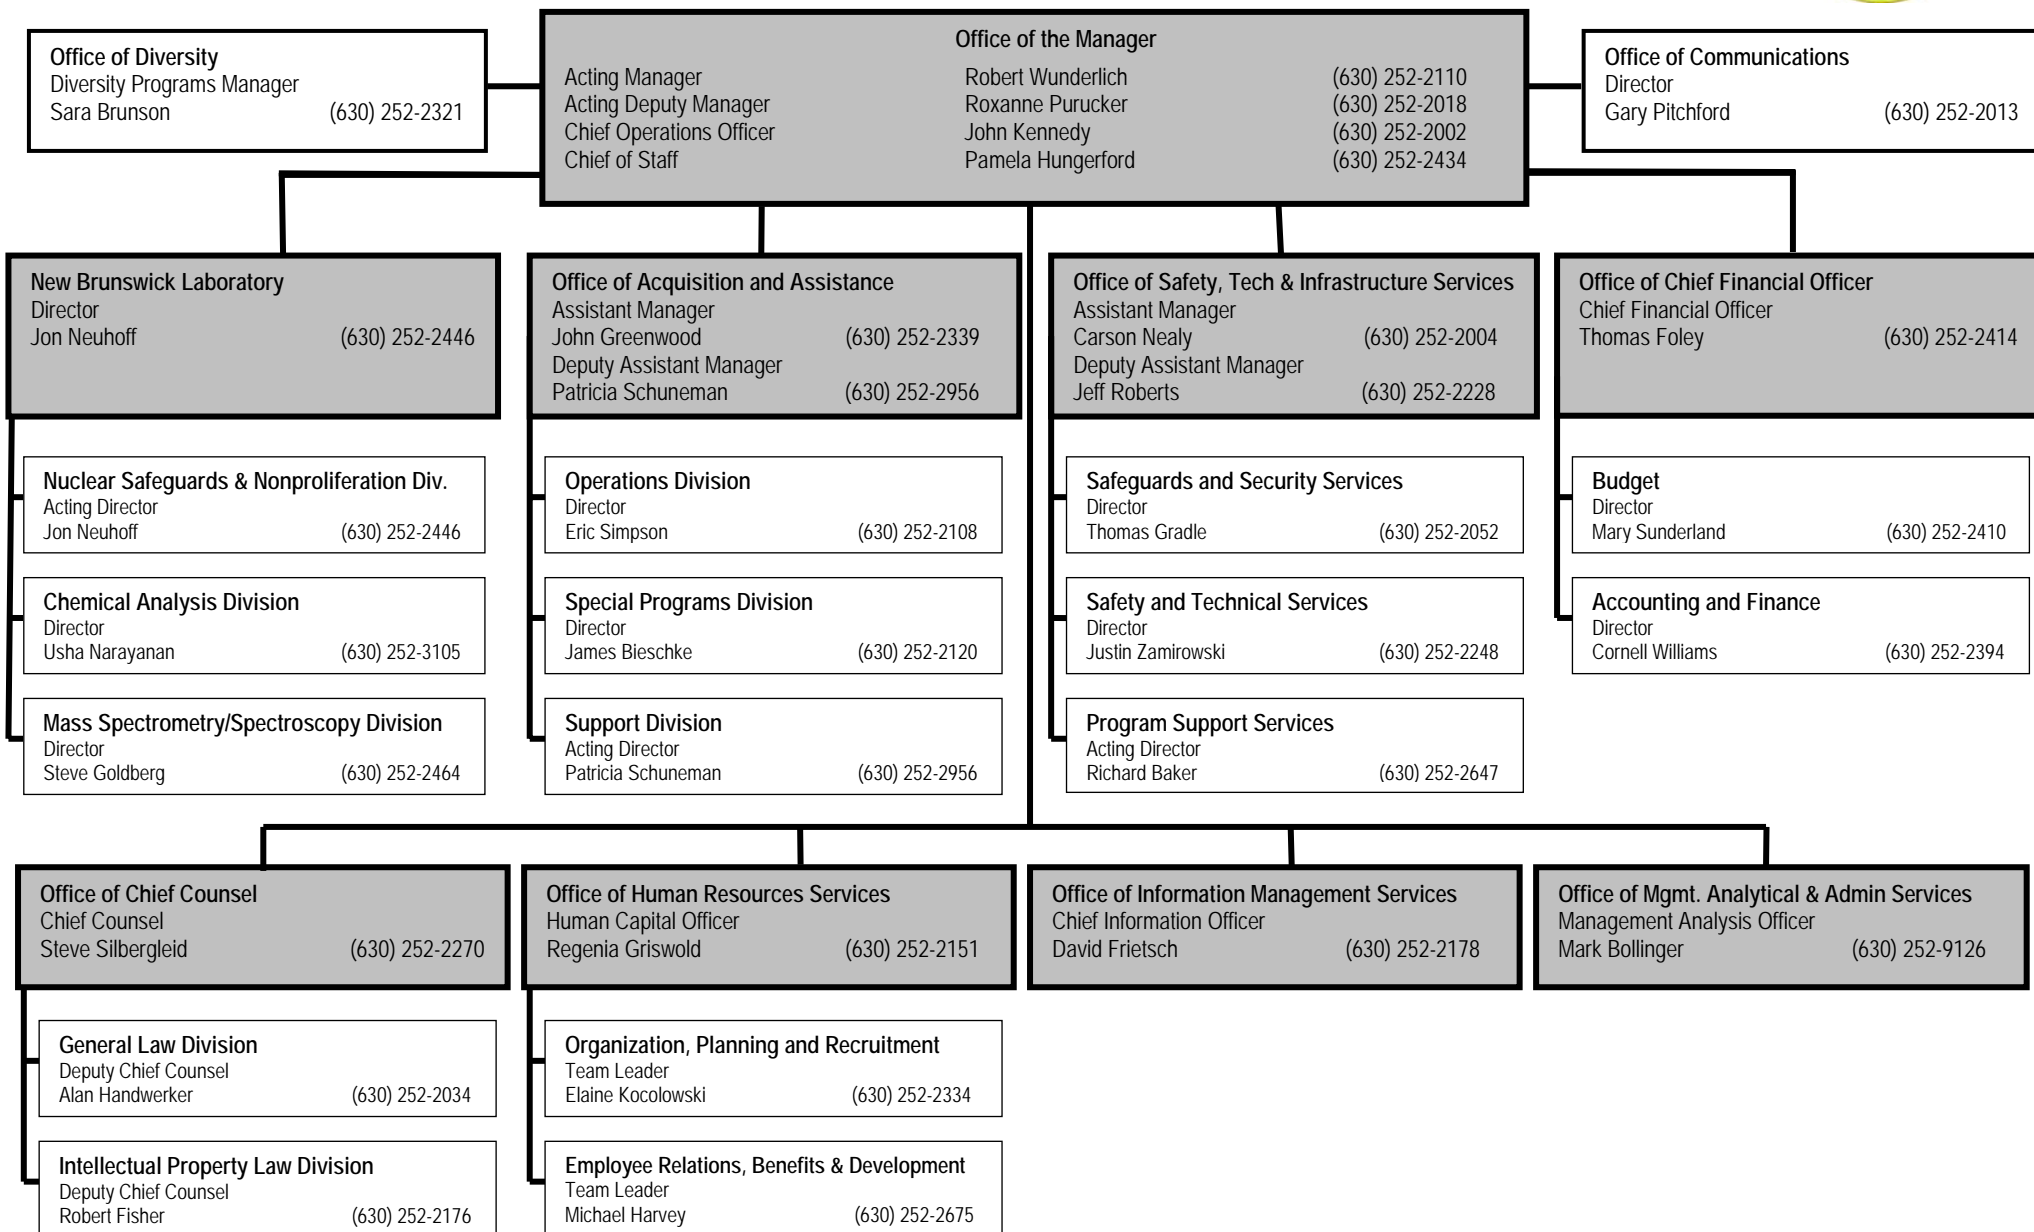 Office of Diversity
Diversity Programs Manager
Sara Brunson (630) 252-2321
Office of the Manager
Acting Manager Robert Wunderlich (630) 252-2110
Acting Deputy Manager Roxanne Purucker (630) 252-2018
Chief Operations Officer John Kennedy (630) 252-2002
Chief of Staff Pamela Hungerford (630) 252-2434
Office of Communications
Director
Gary Pitchford (630) 252-2013
New Brunswick Laboratory
Director
Jon Neuhoff (630) 252-2446
Office of Acquisition and Assistance
Assistant Manager
John Greenwood (630) 252-2339
Deputy Assistant Manager
Patricia Schuneman (630) 252-2956
Office of Safety, Tech & Infrastructure Services
Assistant Manager
Carson Nealy (630) 252-2004
Deputy Assistant Manager
Jeff Roberts (630) 252-2228
Office of Chief Financial Officer
Chief Financial Officer
Thomas Foley (630) 252-2414
Nuclear Safeguards & Nonproliferation Div.
Acting Director
Jon Neuhoff (630) 252-2446
Operations Division
Director
Eric Simpson (630) 252-2108
Safeguards and Security Services
Director
Thomas Gradle (630) 252-2052
Budget
Director
Mary Sunderland (630) 252-2410
Chemical Analysis Division
Director
Usha Narayanan (630) 252-3105
Special Programs Division
Director
James Bieschke (630) 252-2120
Safety and Technical Services
Director
Justin Zamirowski (630) 252-2248
Accounting and Finance
Director
Cornell Williams (630) 252-2394
Mass Spectrometry/Spectroscopy Division
Director
Steve Goldberg (630) 252-2464
Support Division
Acting Director
Patricia Schuneman (630) 252-2956
Program Support Services
Acting Director
Richard Baker (630) 252-2647
Office of Chief Counsel
Chief Counsel
Steve Silbergleid (630) 252-2270
Office of Human Resources Services
Human Capital Officer
Regenia Griswold (630) 252-2151
Office of Information Management Services
Chief Information Officer
David Frietsch (630) 252-2178
Office of Mgmt. Analytical & Admin Services
Management Analysis Officer
Mark Bollinger (630) 252-9126
General Law Division
Deputy Chief Counsel
Alan Handwerker (630) 252-2034
Organization, Planning and Recruitment
Team Leader
Elaine Kocolowski (630) 252-2334
Intellectual Property Law Division
Deputy Chief Counsel
Robert Fisher (630) 252-2176
Employee Relations, Benefits & Development
Team Leader
Michael Harvey (630) 252-2675